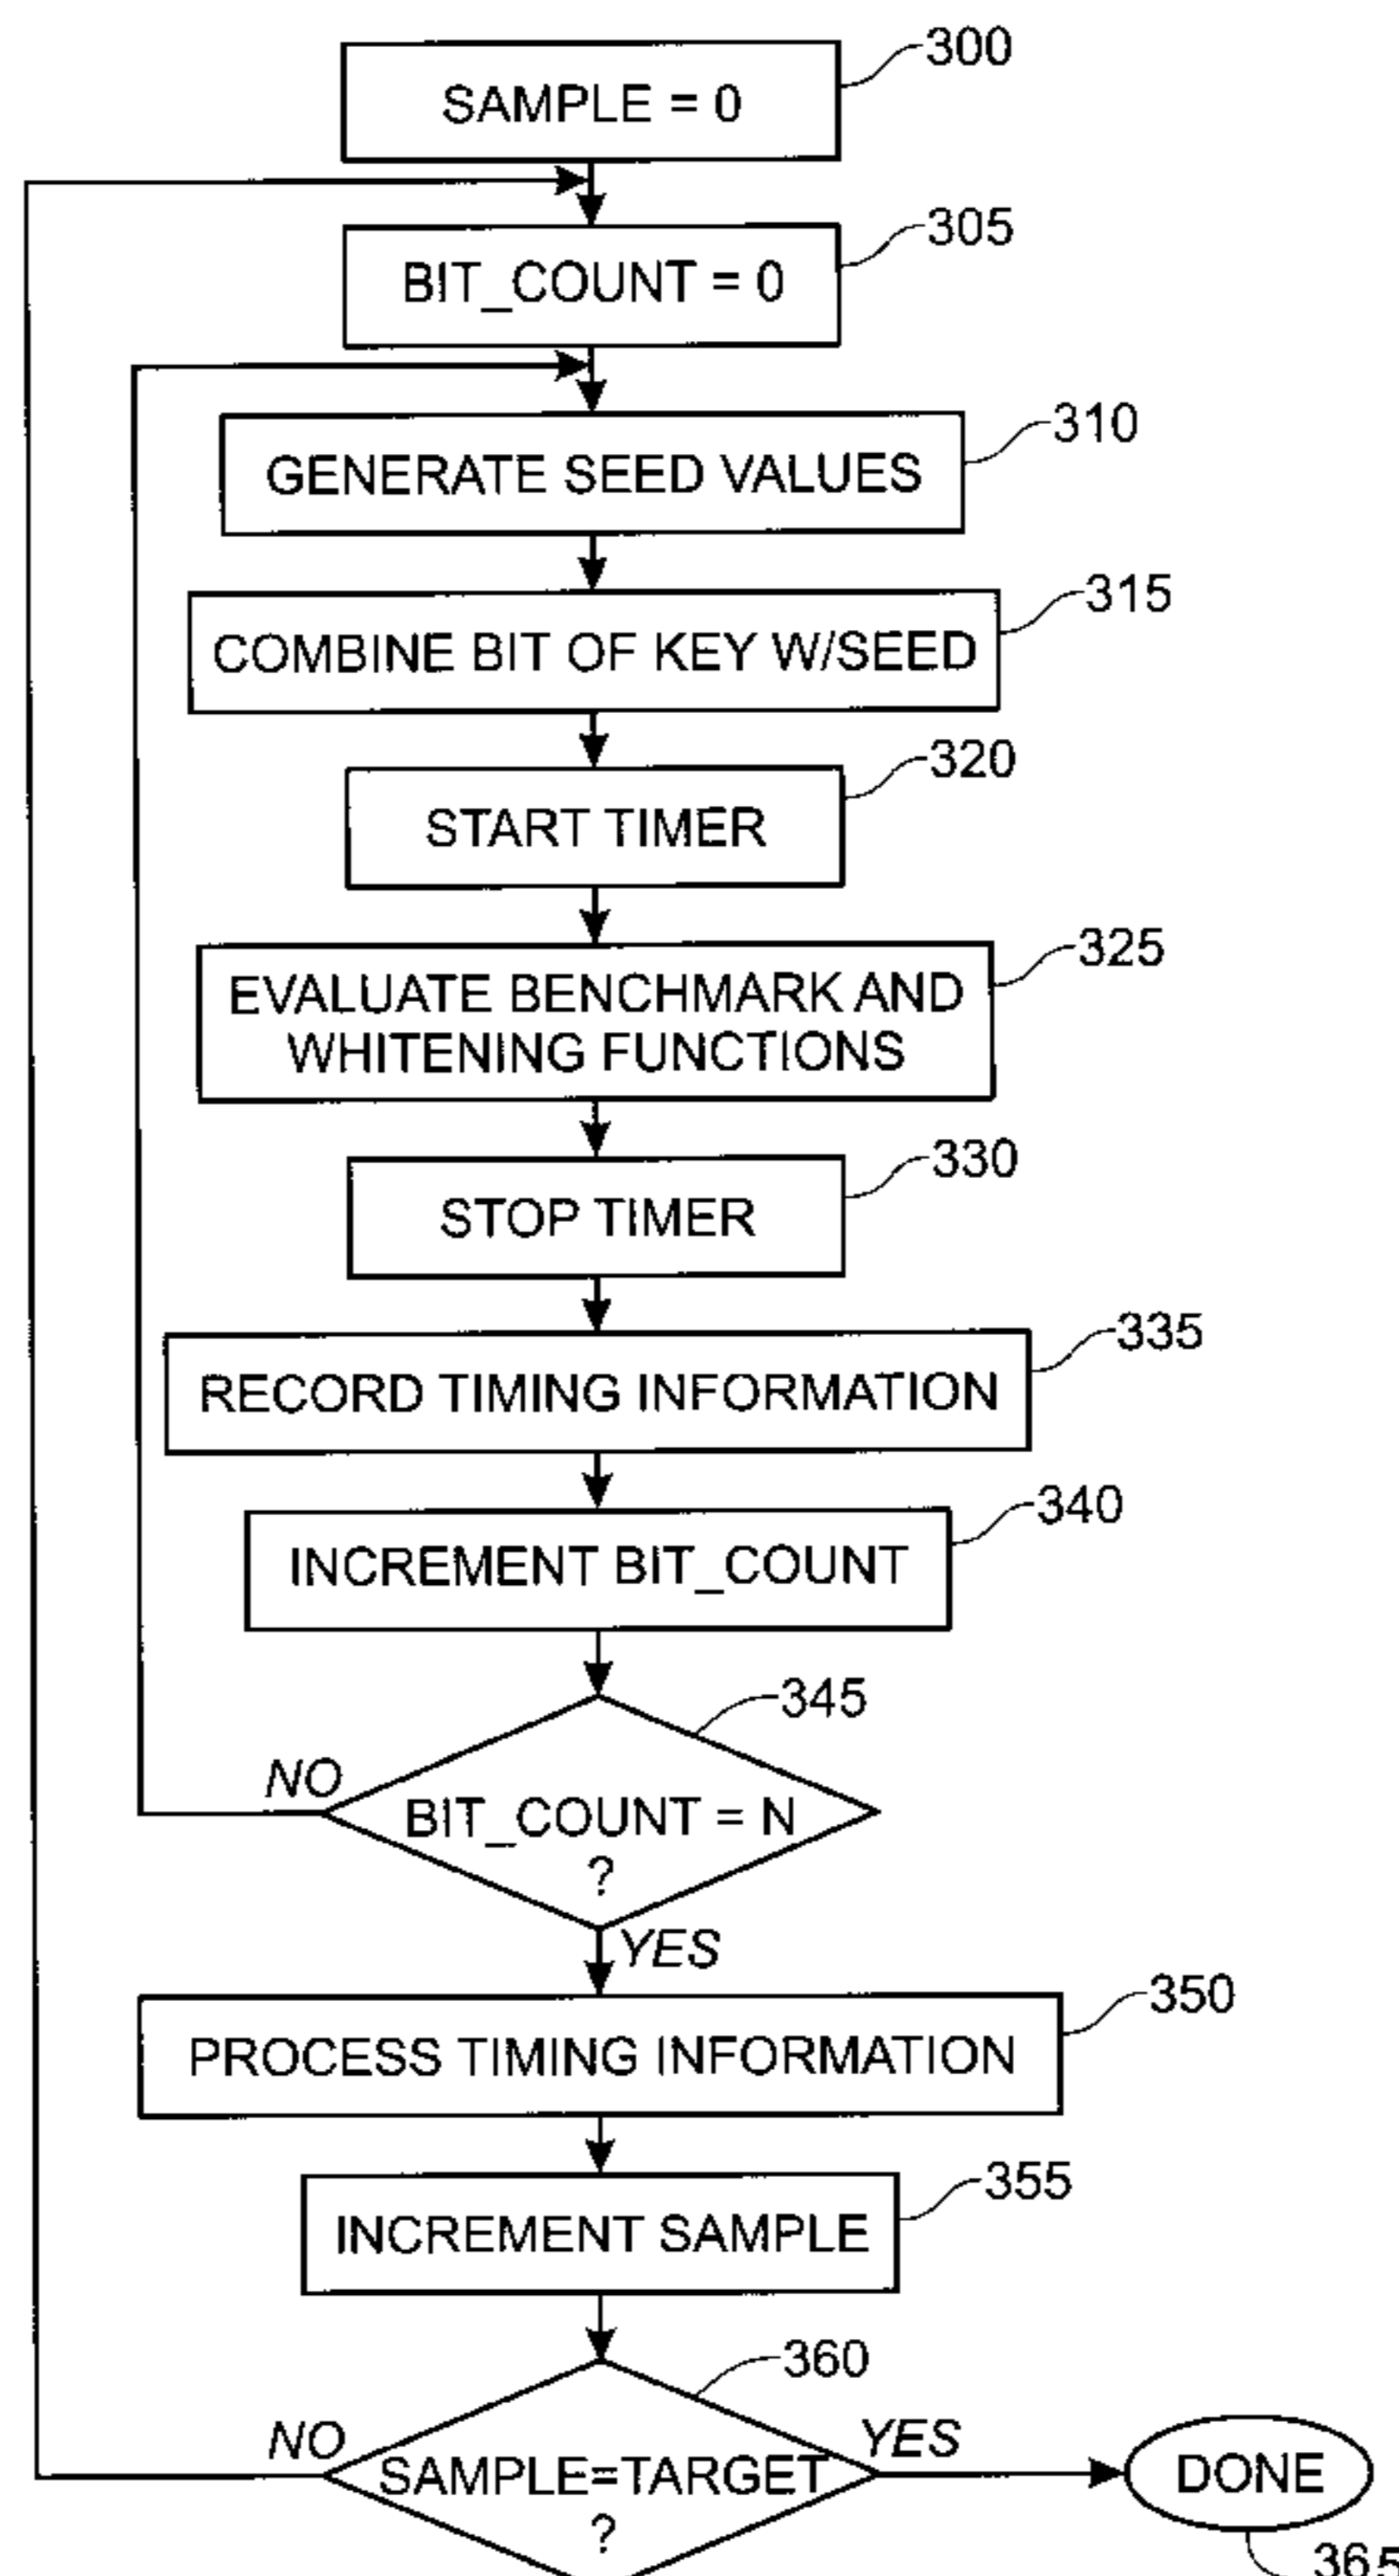 300
SAMPLE = 0
305
BIT_COUNT = 0
310
GENERATE SEED VALUES
315
COMBINE BIT OF KEY W/SEED
320
START TIMER
325
EVALUATE BENCHMARK AND
WHITENING FUNCTIONS
330
STOP TIMER
335
RECORD TIMING INFORMATION
340
INCREMENT BIT_COUNT
345
NO
BIT_COUNT = N
?
YES
350
PROCESS TIMING INFORMATION
355
INCREMENT SAMPLE
360
NO
SAMPLE=TARGET
?
YES
DONE
365